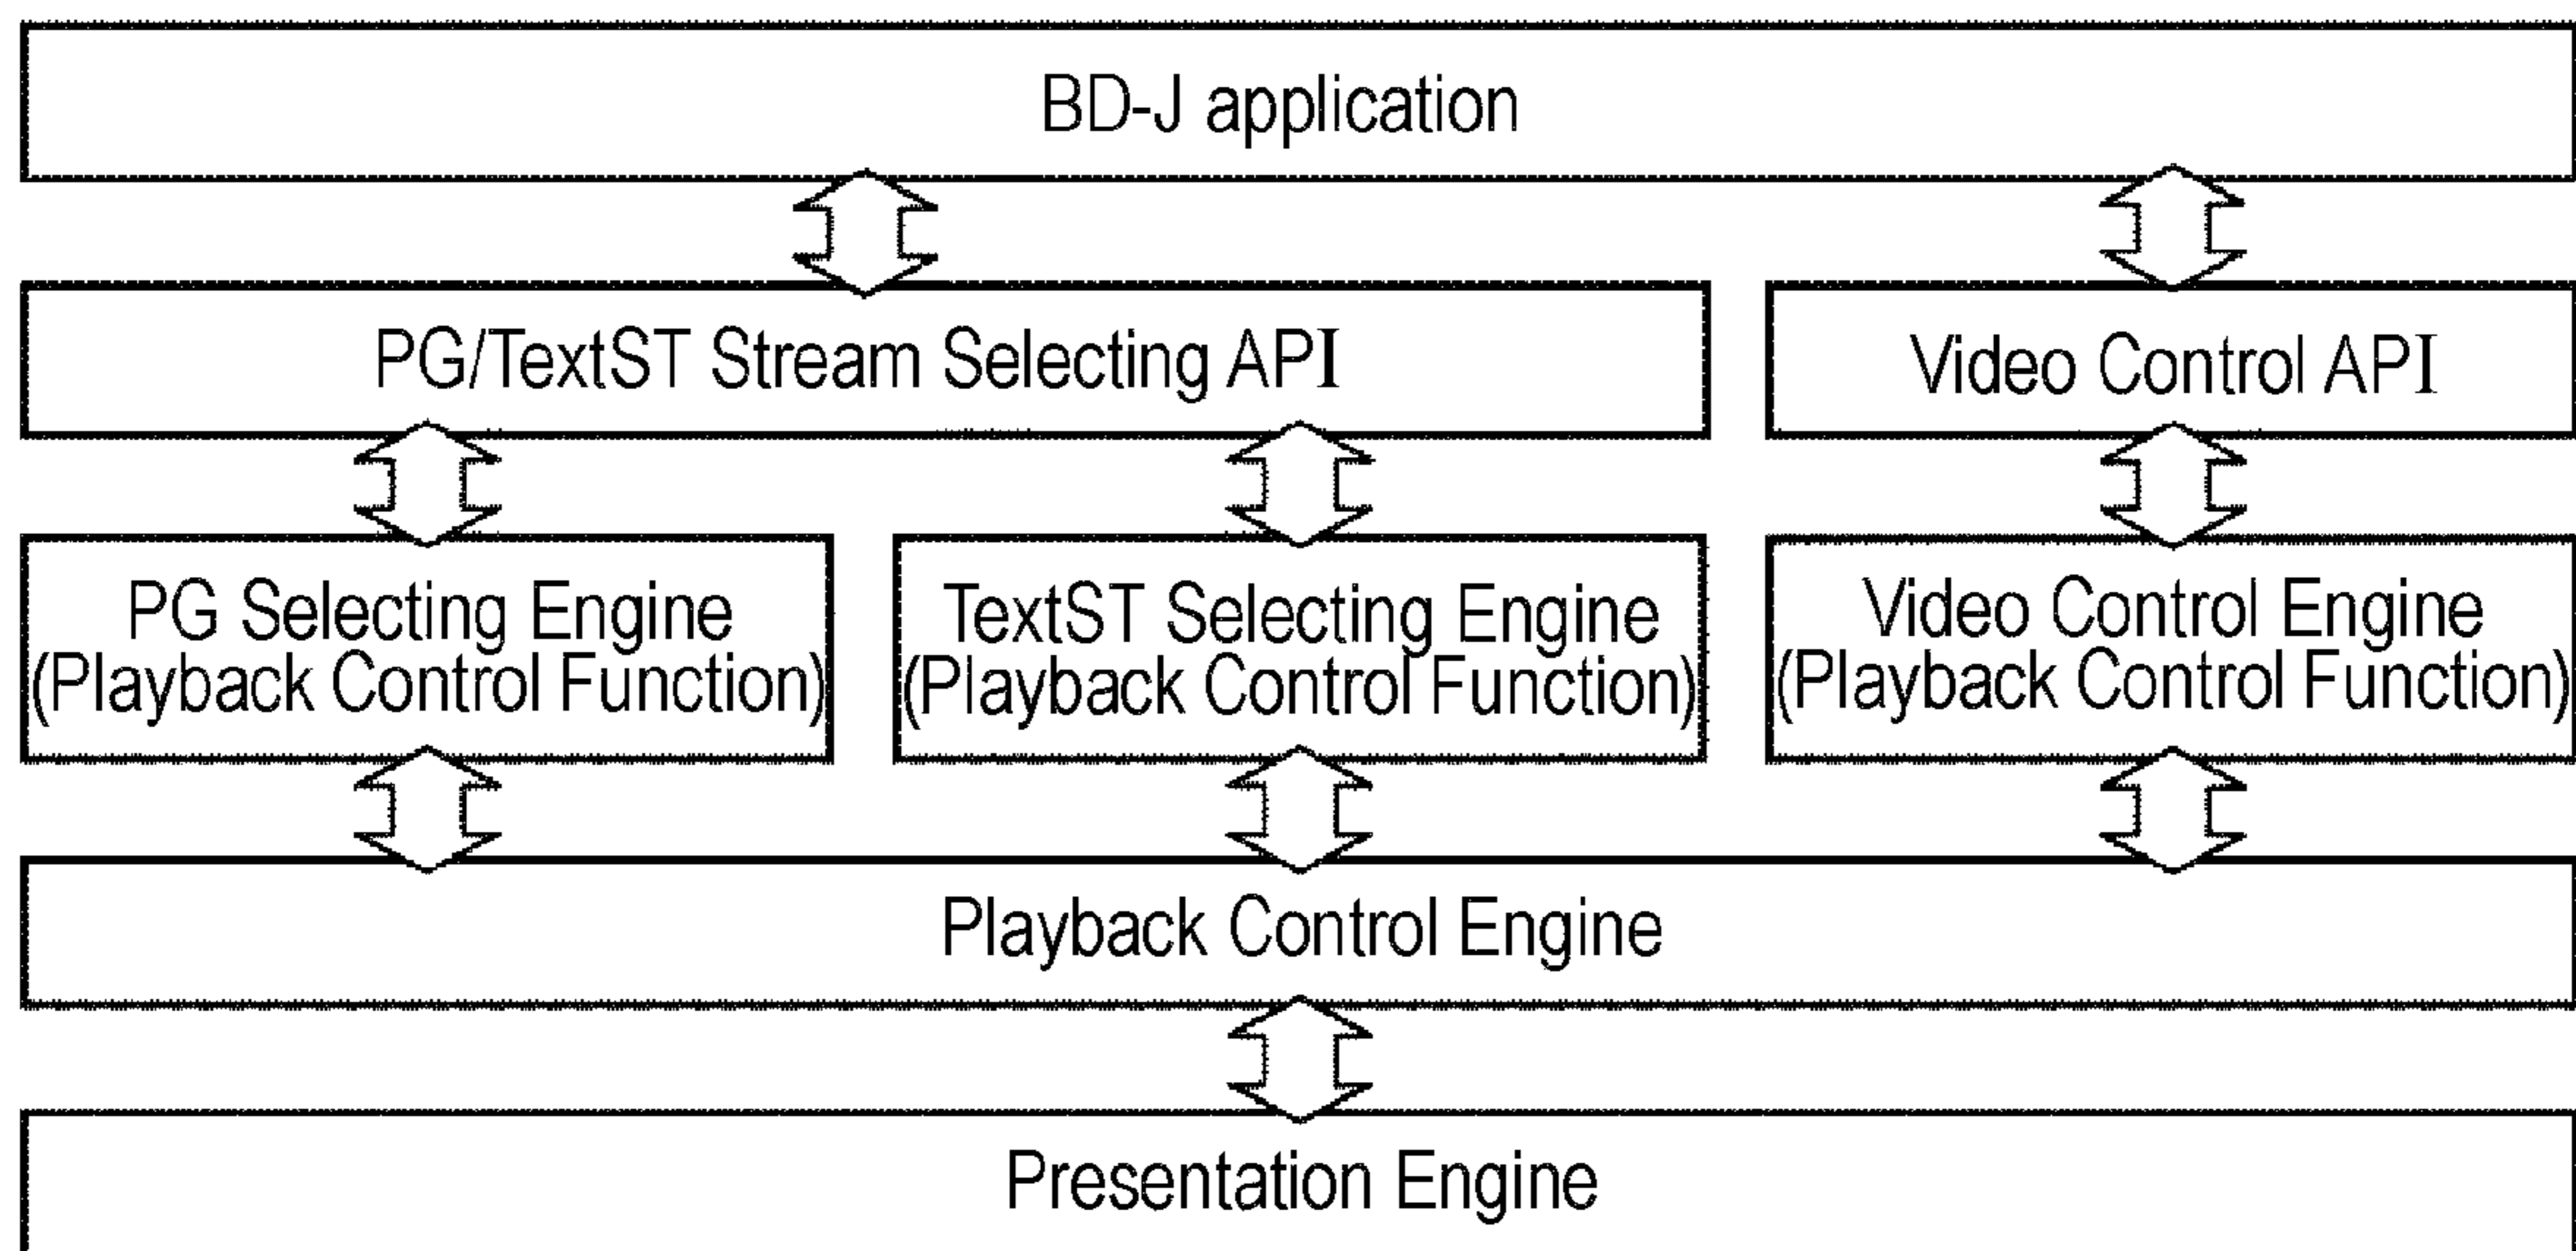 BD-J application
PG/TextST Stream Selecting API
Video Control API
PG Selecting Engine
(Playback Control Function)
TextST Selecting Engine
(Playback Control Function)
Video Control Engine
(Playback Control Function)
Playback Control Engine
Presentation Engine